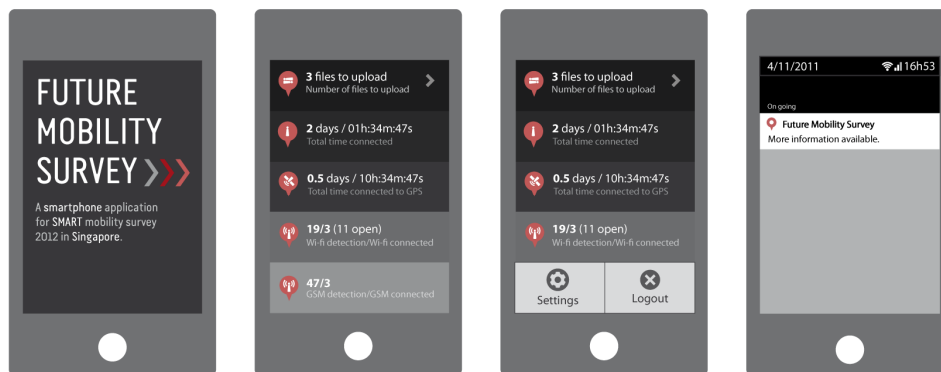 FUTURE
MOBILITY
SURVEY
A smartphone application
for SMART mobility survey
2012 in Singapore.
3 files to upload
Number of files to upload
2 days / 01h:34m:47s
Total time connected
0.5 days / 10h:34m:47s
Total time connected to GPS
19/3 (11 open)
Wi-fi detection/Wi-fi connected
47/3
GSM detection/GSM connected
3 files to upload
Number of files to upload
2 days / 01h:34m:47s
Total time connected
0.5 days / 10h:34m:47s
Total time connected to GPS
19/3 (11 open)
Wi-fi detection/Wi-fi connected
Settings
Logout
4/11/2011 16h53
On going
Future Mobility Survey
More information available.